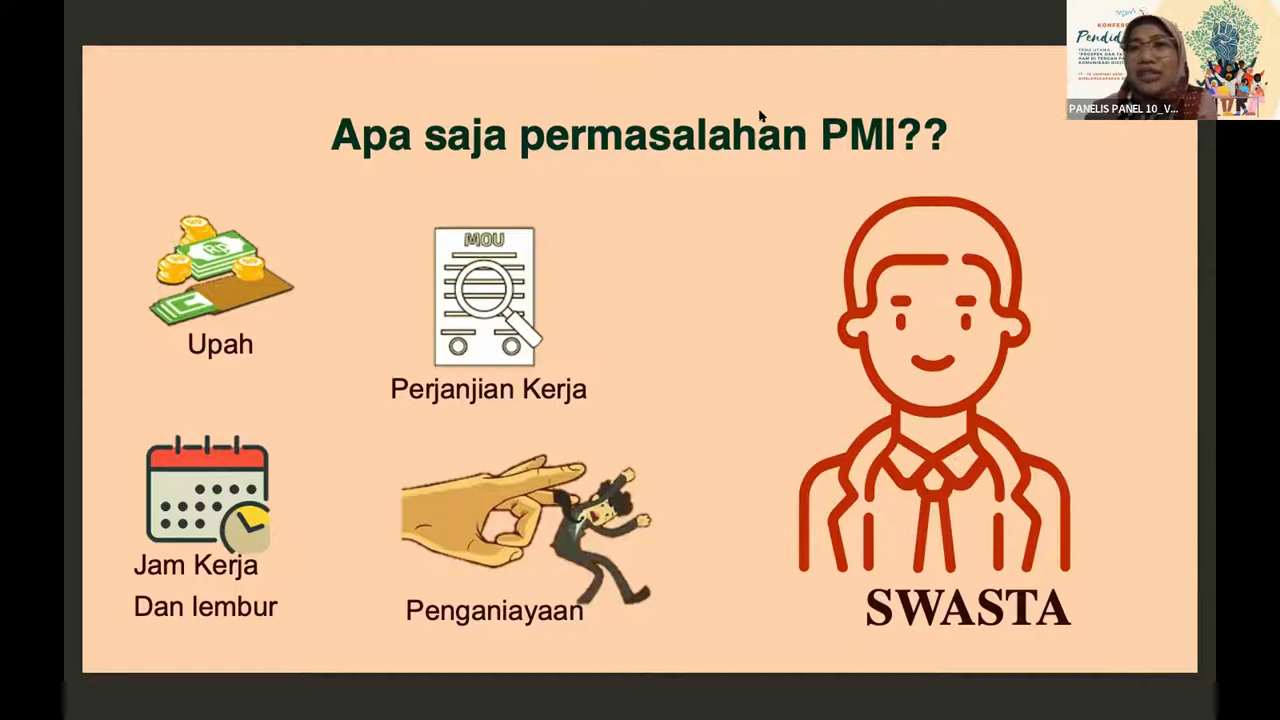 Apa saja permasalahan PMI??
Upah
MOU
Perjanjian Kerja
Jam Kerja
Dan lembur
Penganiayaan
SWASTA
PANELIS PANEL 10_V...